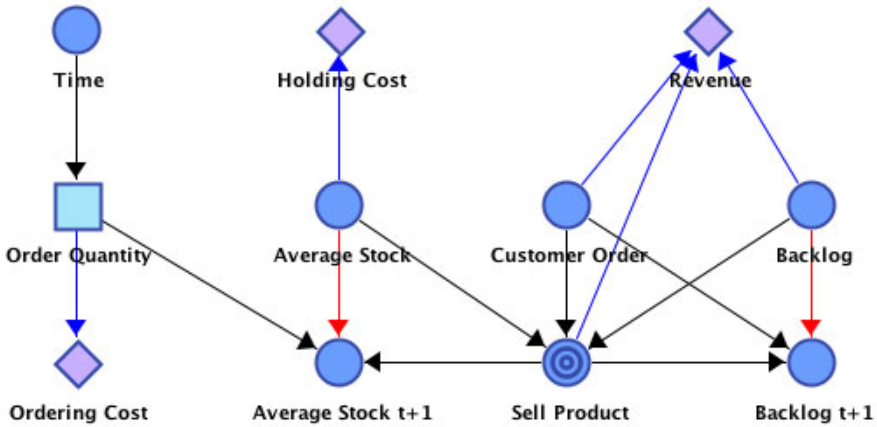 Time
Holding Cost
Revenue
Order Quantity
Average Stock
Customer Order
Backlog
Ordering Cost
Average Stock t+1
Sell Product
Backlog t+1